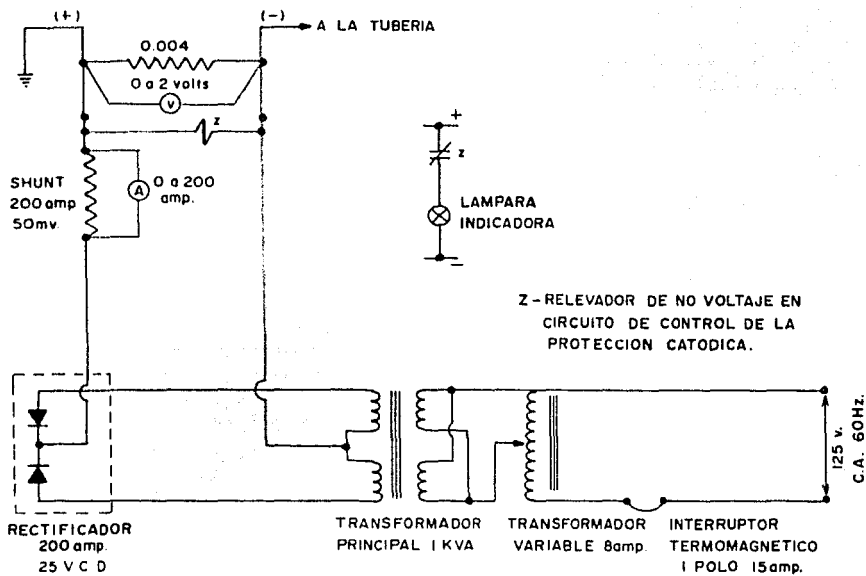 (+)
(-)
A LA TUBERIA
0.004
0 a 2 volts
V
z
SHUNT
200 amp
50mv.
A
0 a 200
amp.
+
z
LAMPARA
INDICADORA
-
Z - RELEVADOR DE NO VOLTAJE EN
CIRCUITO DE CONTROL DE LA
PROTECCION CATODICA.
125 v.
C.A. 60Hz.
RECTIFICADOR
200 amp.
25 V C D
TRANSFORMADOR
PRINCIPAL 1 KVA
TRANSFORMADOR
VARIABLE 8amp.
INTERRUPTOR
TERMOMAGNETICO
1 POLO 15amp.